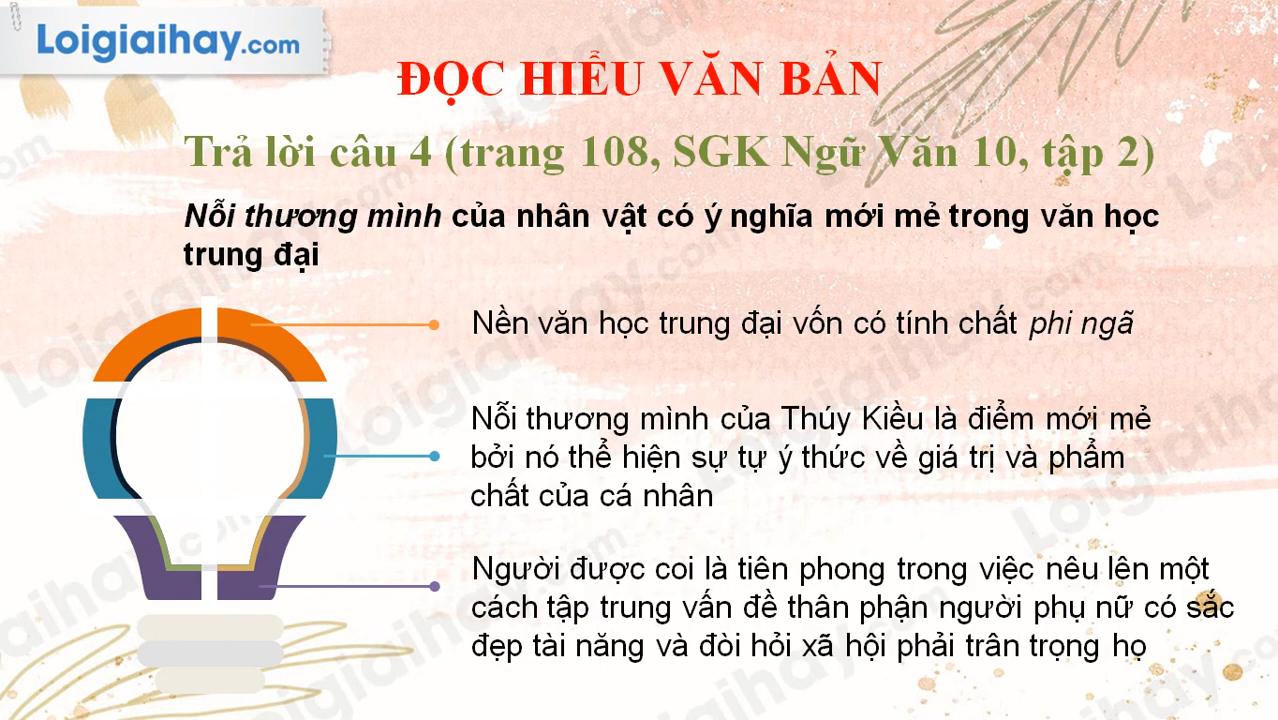 Loigiaihay.com
ĐỌC HIỂU VĂN BẢN
Trả lời câu 4 (trang 108, SGK Ngữ Văn 10, tập 2)
Nỗi thương mình của nhân vật có ý nghĩa mới mẻ trong văn học
trung đại
Nền văn học trung đại vốn có tính chất phi ngã
Nỗi thương mình của Thúy Kiều là điểm mới mẻ
bởi nó thể hiện sự tự ý thức về giá trị và phẩm
chất của cá nhân
Người được coi là tiên phong trong việc nêu lên một
cách tập trung vấn đề thân phận người phụ nữ có sắc
đẹp tài năng và đòi hỏi xã hội phải trân trọng họ